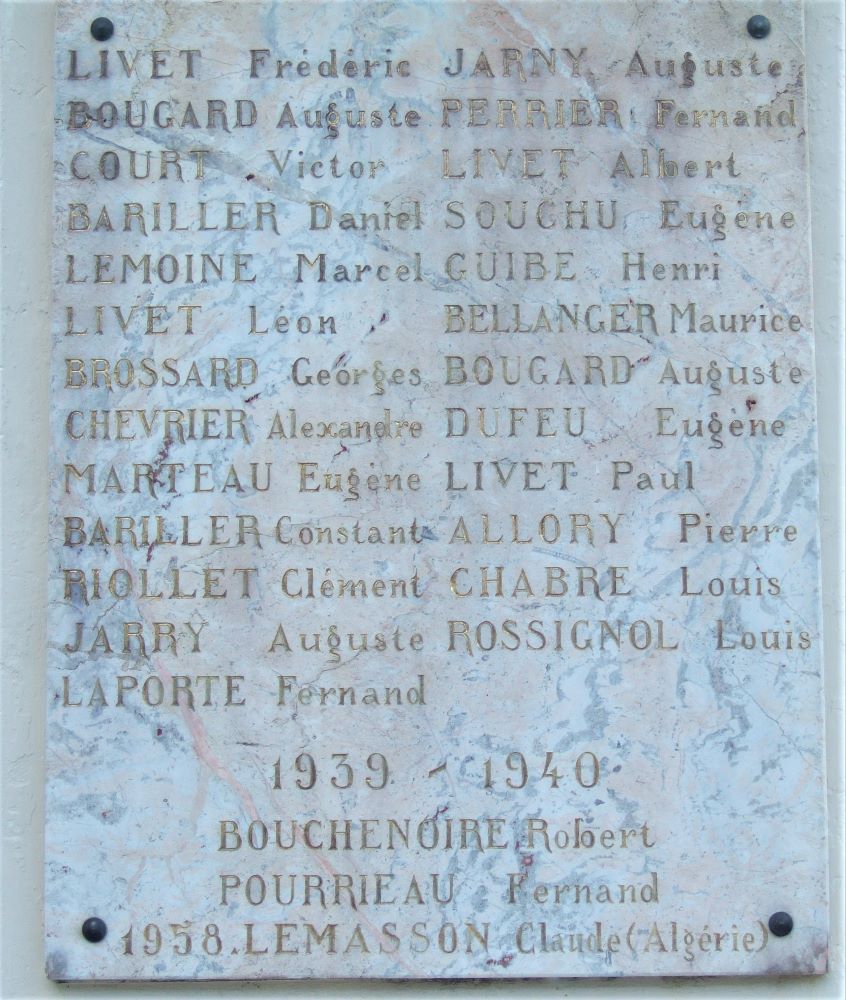 LIVET Frédéric JARNY Auguste
BOUGARD Auguste PERRIER Fernand
COURT Victor LIVET Albert
BARILLER Daniel SOUCHU Eugène
LEMOINE Marcel GUIBE Henri
LIVET Léon BELLANGER Maurice
BROSSARD Georges BOUGARD Auguste
CHEVRIER Alexandre DUFEU Eugène
MARTEAU Eugène LIVET Paul
BARILLER Constant ALLORY Pierre
RIOLLET Clément CHABRE Louis
JARRY Auguste ROSSIGNOL Louis
LAPORTE Fernand
1939 - 1940
BOUCHENOIRE Robert
POURRIEAU Fernand
1958. LEMASSON Claude (Algérie)